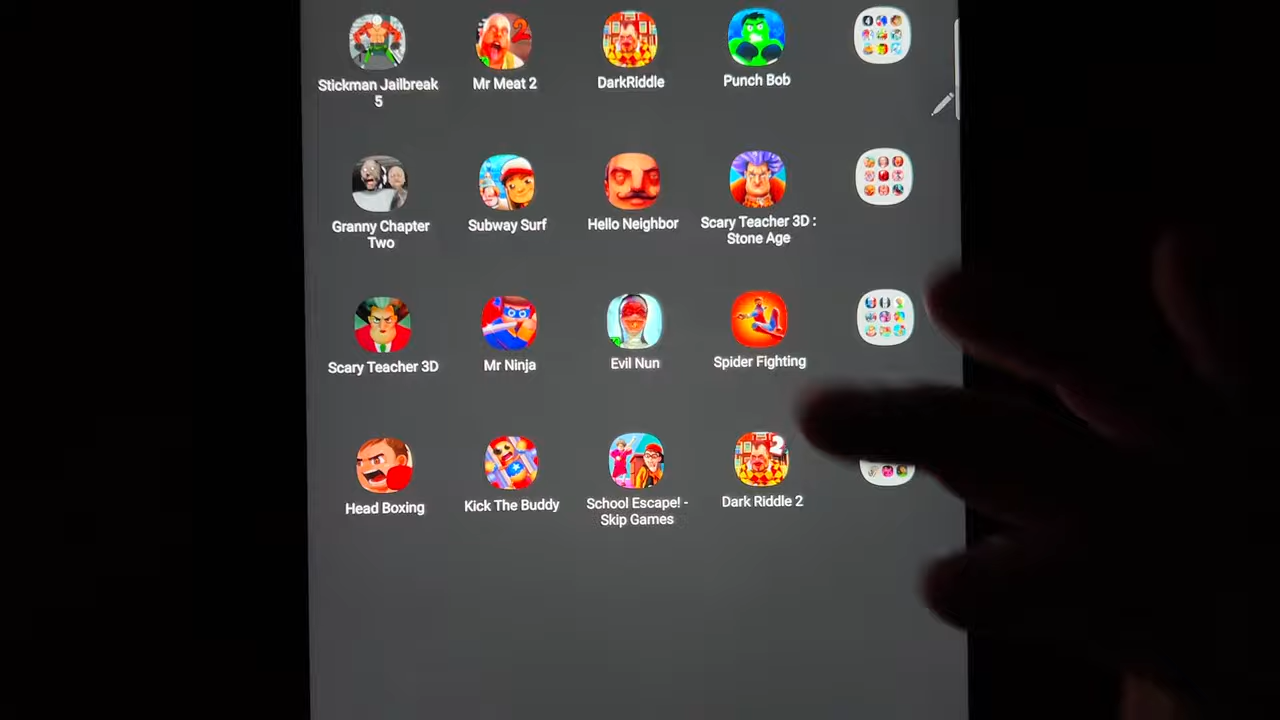 Stickman Jailbreak
5
Mr Meat 2
DarkRiddle
Punch Bob
Granny Chapter
Two
Subway Surf
Hello Neighbor
Scary Teacher 3D :
Stone Age
Scary Teacher 3D
Mr Ninja
Evil Nun
Spider Fighting
Head Boxing
Kick The Buddy
School Escape! -
Skip Games
2
Dark Riddle 2